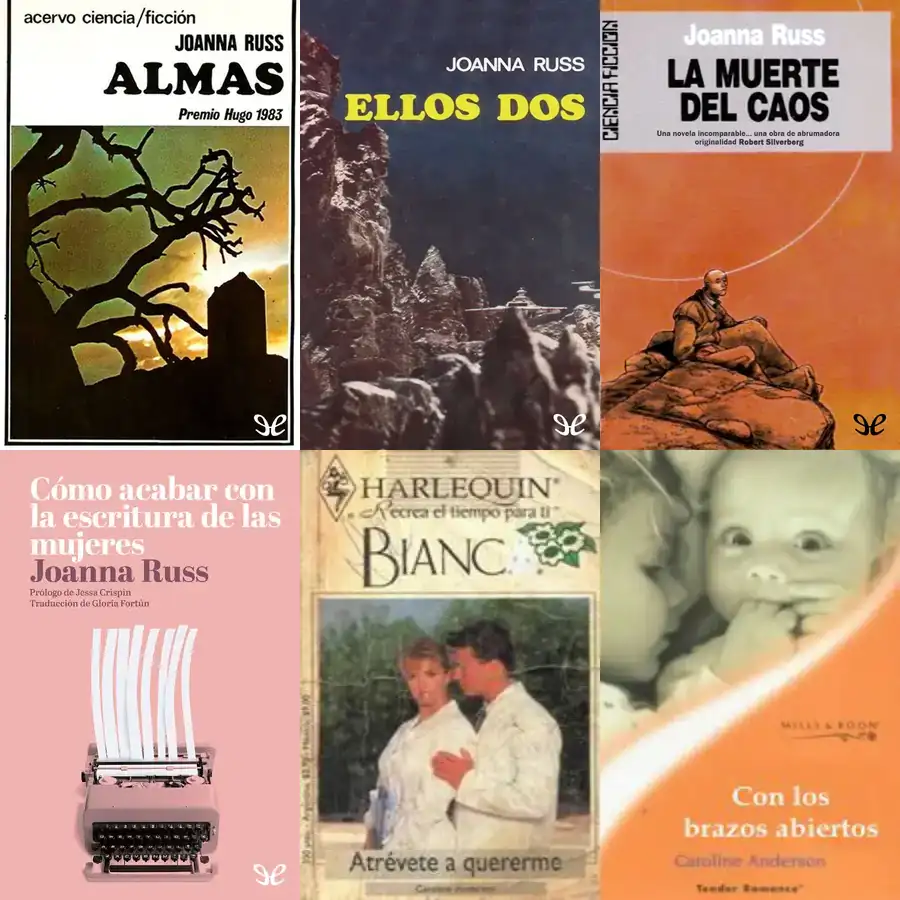 acervo ciencia/ficción
JOANNA RUSS
ALMAS
Premio Hugo 1983
JOANNA RUSS
ELLOS DOS
CIENCIA FICCION
Joanna Russ
LA MUERTE
DEL CAOS
Una novela incomparable... una obra de abrumadora
originalidad Robert Silverberg
Cómo acabar con
la escritura de las
mujeres
Joanna Russ
Prólogo de Jessa Crispin
Traducción de Gloria Fortún
HARLEQUIN®
Recrea el tiempo para ti
BIANCA
Atrévete a quererme
Caroline Anderson
MILLS & BOON
Con los
brazos abiertos
Caroline Anderson
Tender Romance